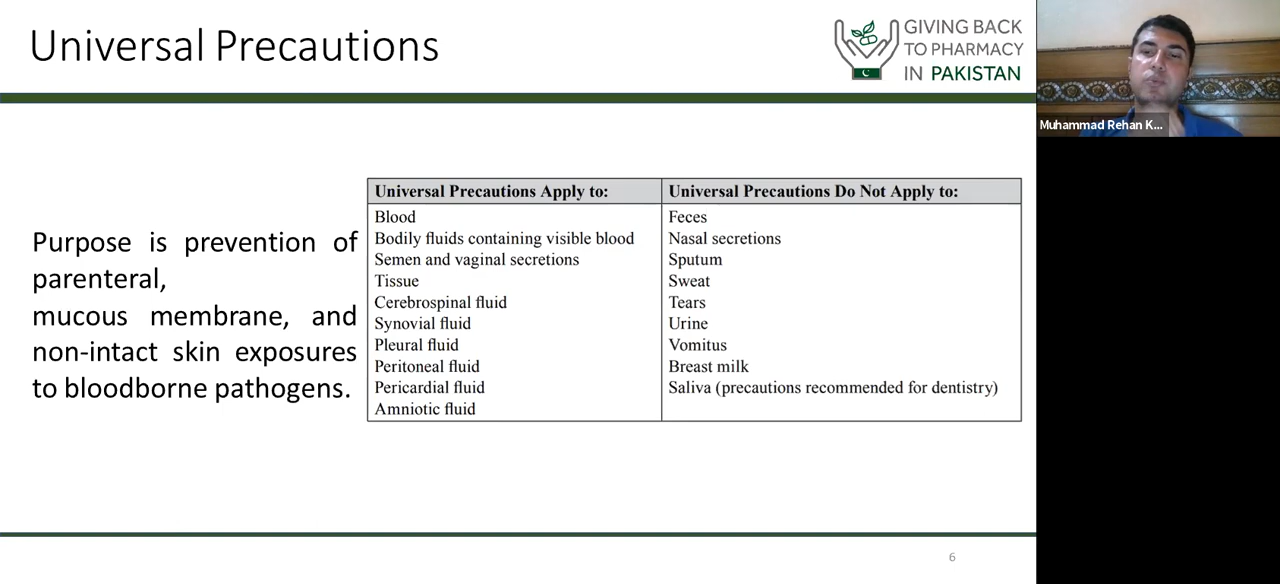 Universal Precautions
GIVING BACK
TO PHARMACY
IN PAKISTAN
Muhammad Rehan K...
Purpose is prevention of
parenteral,
mucous membrane, and
non-intact skin exposures
to bloodborne pathogens.
Universal Precautions Apply to:
Blood
Bodily fluids containing visible blood
Semen and vaginal secretions
Tissue
Cerebrospinal fluid
Synovial fluid
Pleural fluid
Peritoneal fluid
Pericardial fluid
Amniotic fluid
Universal Precautions Do Not Apply to:
Feces
Nasal secretions
Sputum
Sweat
Tears
Urine
Vomitus
Breast milk
Saliva (precautions recommended for dentistry)
6